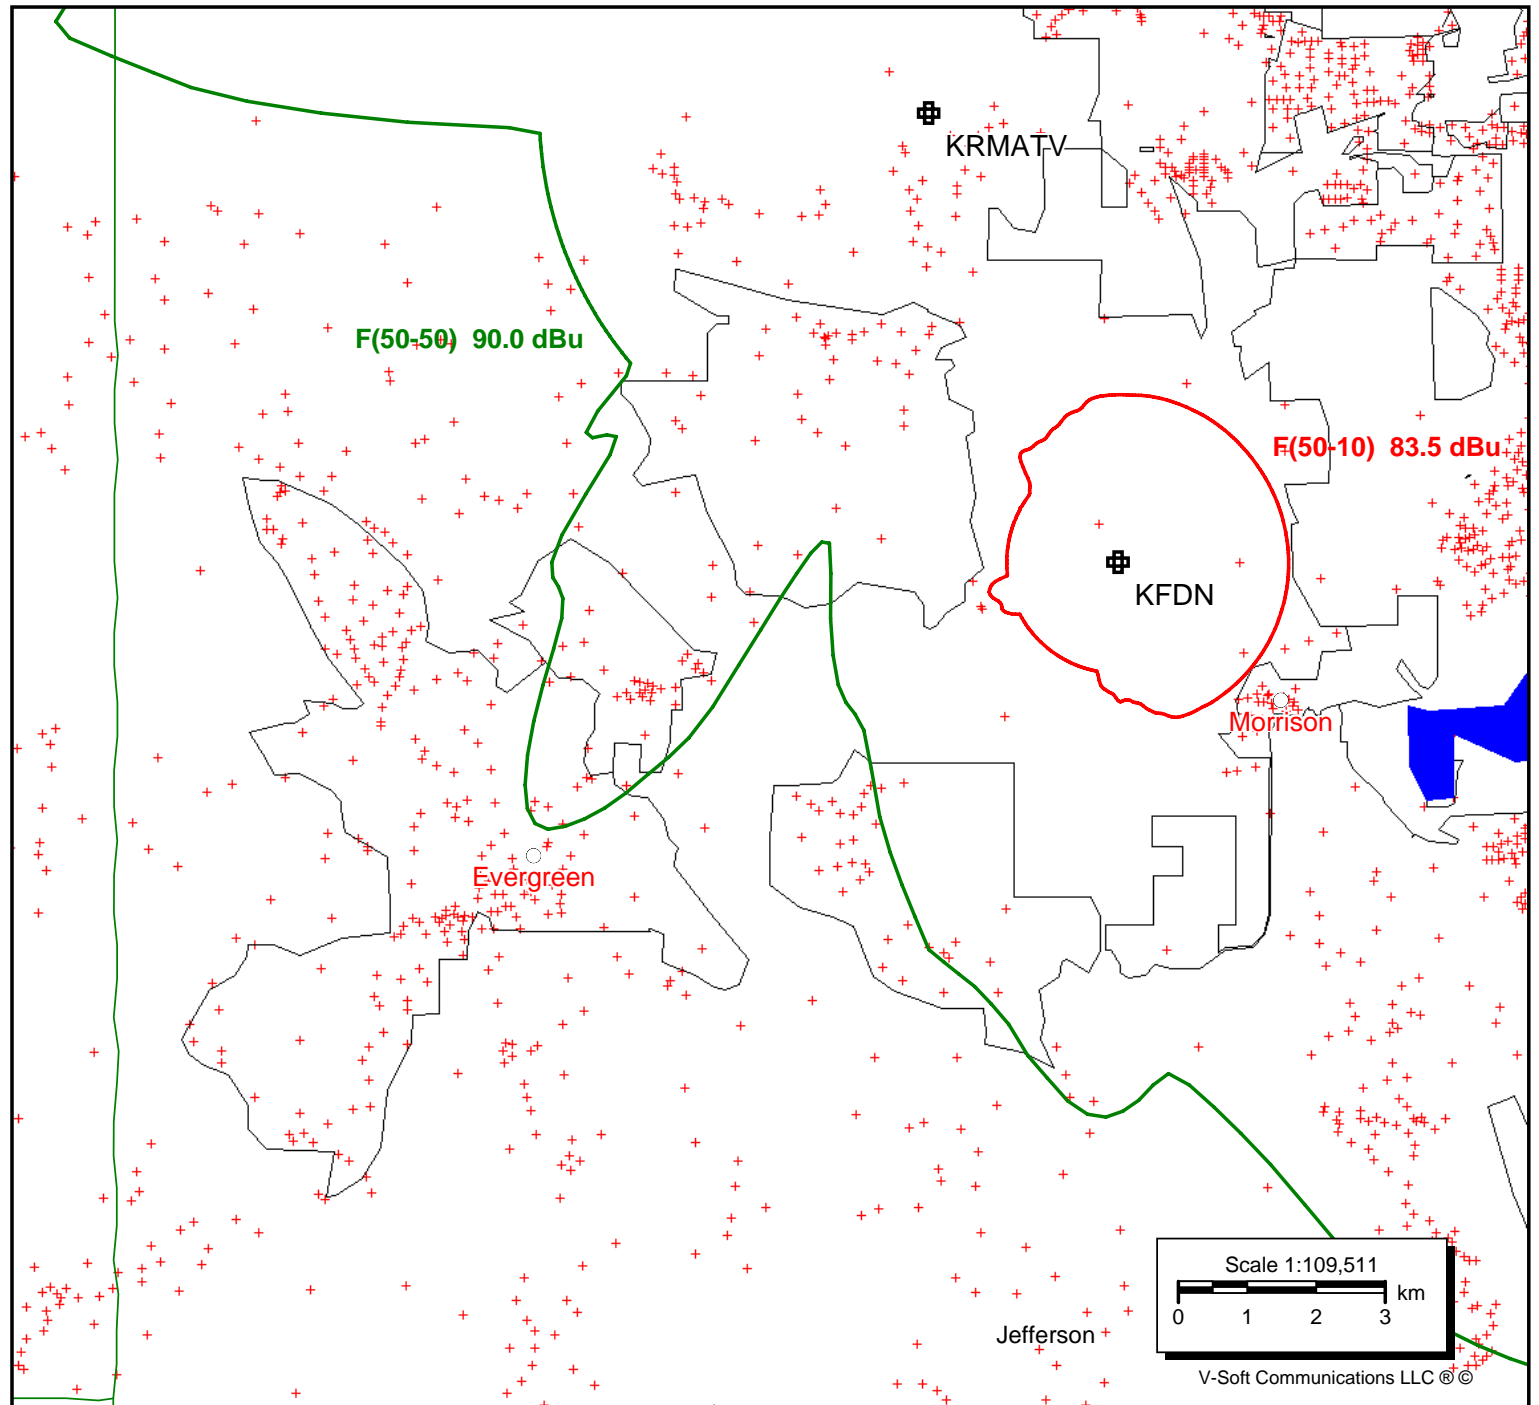 KRMATV
F(50-50) 90.0 dBu
F(50-10) 83.5 dBu
KFDN
Morrison
Evergreen
Scale 1:109,511
km
0 1 2 3
Jefferson
V-Soft Communications LLC ® ©